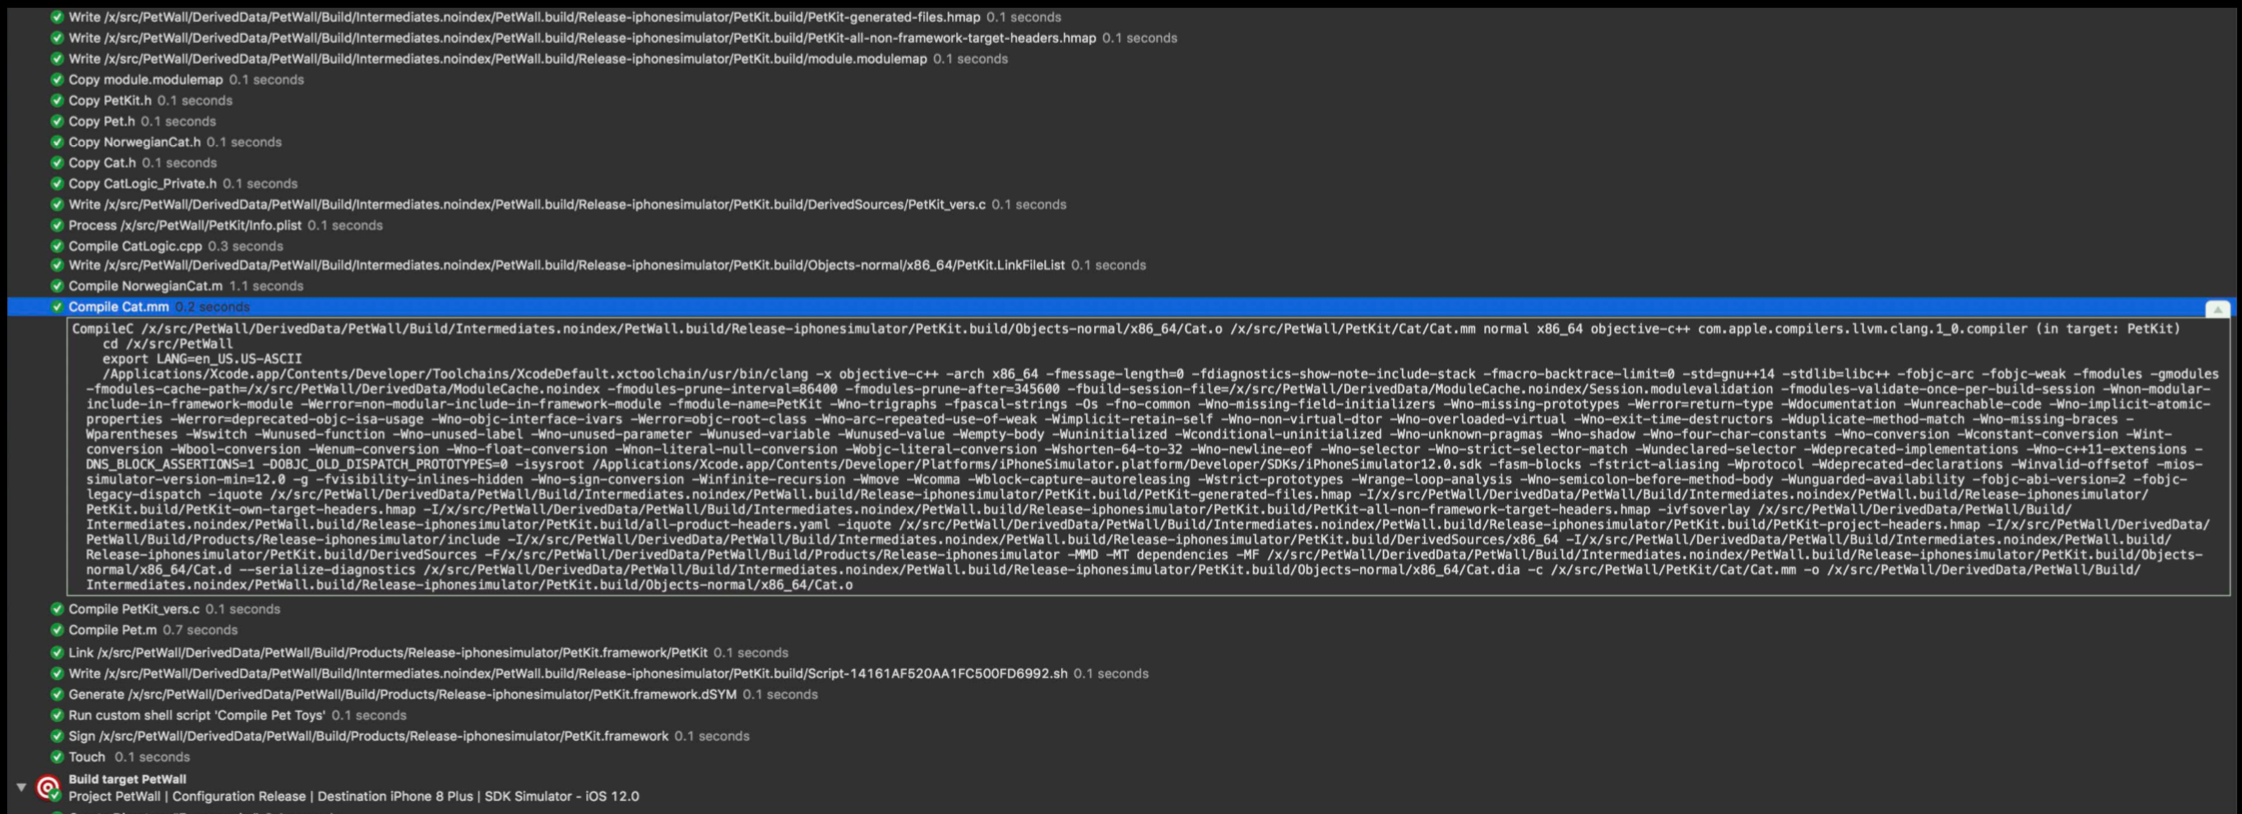 Write /x/src/PetWall/DerivedData/PetWall/Build/Intermediates.noindex/PetWall.build/Release-iphonesimulator/PetKit.build/PetKit-generated-files.hmap 0.1 seconds
Write /x/src/PetWall/DerivedData/PetWall/Build/Intermediates.noindex/PetWall.build/Release-iphonesimulator/PetKit.build/PetKit-all-non-framework-target-headers.hmap 0.1 seconds
Write /x/src/PetWall/DerivedData/PetWall/Build/Intermediates.noindex/PetWall.build/Release-iphonesimulator/PetKit.build/module.modulemap 0.1 seconds
Copy module.modulemap 0.1 seconds
Copy PetKit.h 0.1 seconds
Copy Pet.h 0.1 seconds
Copy NorwegianCat.h 0.1 seconds
Copy Cat.h 0.1 seconds
Copy CatLogic_Private.h 0.1 seconds
Write /x/src/PetWall/DerivedData/PetWall/Build/Intermediates.noindex/PetWall.build/Release-iphonesimulator/PetKit.build/DerivedSources/PetKit_vers.c 0.1 seconds
Process /x/src/PetWall/PetKit/Info.plist 0.1 seconds
Compile CatLogic.cpp 0.3 seconds
Write /x/src/PetWall/DerivedData/PetWall/Build/Intermediates.noindex/PetWall.build/Release-iphonesimulator/PetKit.build/Objects-normal/x86_64/PetKit.LinkFileList 0.1 seconds
Compile NorwegianCat.m 1.1 seconds
Compile Cat.mm 0.2 seconds
CompileC /x/src/PetWall/DerivedData/PetWall/Build/Intermediates.noindex/PetWall.build/Release-iphonesimulator/PetKit.build/Objects-normal/x86_64/Cat.o /x/src/PetWall/PetKit/Cat/Cat.mm normal x86_64 objective-c++ com.apple.compilers.llvm.clang.1_0.compiler (in target: PetKit)
cd /x/src/PetWall
export LANG=en_US.US-ASCII
/Applications/Xcode.app/Contents/Developer/Toolchains/XcodeDefault.xctoolchain/usr/bin/clang -x objective-c++ -arch x86_64 -fmessage-length=0 -fdiagnostics-show-note-include-stack -fmacro-backtrace-limit=0 -std=gnu++14 -stdlib=libc++ -fobjc-arc -fobjc-weak -fmodules -gmodules
-fmodules-cache-path=/x/src/PetWall/DerivedData/ModuleCache.noindex -fmodules-prune-interval=86400 -fmodules-prune-after=345600 -fbuild-session-file=/x/src/PetWall/DerivedData/ModuleCache.noindex/Session.modulevalidation -fmodules-validate-once-per-build-session -Wnon-modular-
include-in-framework-module -Werror=non-modular-include-in-framework-module -fmodule-name=PetKit -Wno-trigraphs -fpascal-strings -Os -fno-common -Wno-missing-field-initializers -Wno-missing-prototypes -Werror=return-type -Wdocumentation -Wunreachable-code -Wno-implicit-atomic-
properties -Werror=deprecated-objc-isa-usage -Wno-objc-interface-ivars -Werror=objc-root-class -Wno-arc-repeated-use-of-weak -Wimplicit-retain-self -Wno-non-virtual-dtor -Wno-overloaded-virtual -Wno-exit-time-destructors -Wduplicate-method-match -Wno-missing-braces -
Wparentheses -Wswitch -Wunused-function -Wno-unused-label -Wno-unused-parameter -Wunused-variable -Wunused-value -Wempty-body -Wuninitialized -Wconditional-uninitialized -Wno-unknown-pragmas -Wno-shadow -Wno-four-char-constants -Wno-conversion -Wconstant-conversion -Wint-
conversion -Wbool-conversion -Wenum-conversion -Wno-float-conversion -Wnon-literal-null-conversion -Wobjc-literal-conversion -Wshorten-64-to-32 -Wno-newline-eof -Wno-selector -Wno-strict-selector-match -Wundeclared-selector -Wdeprecated-implementations -Wno-c++11-extensions -
DNS_BLOCK_ASSERTIONS=1 -DOBJC_OLD_DISPATCH_PROTOTYPES=0 -isysroot /Applications/Xcode.app/Contents/Developer/Platforms/iPhoneSimulator.platform/Developer/SDKs/iPhoneSimulator12.0.sdk -fasm-blocks -fstrict-aliasing -Wprotocol -Wdeprecated-declarations -Winvalid-offsetof -mios-
simulator-version-min=12.0 -g -fvisibility-inlines-hidden -Wno-sign-conversion -Winfinite-recursion -Wmove -Wcomma -Wblock-capture-autoreleasing -Wstrict-prototypes -Wrange-loop-analysis -Wno-semicolon-before-method-body -Wunguarded-availability -fobjc-abi-version=2 -fobjc-
legacy-dispatch -iquote /x/src/PetWall/DerivedData/PetWall/Build/Intermediates.noindex/PetWall.build/Release-iphonesimulator/PetKit.build/PetKit-generated-files.hmap -I/x/src/PetWall/DerivedData/PetWall/Build/Intermediates.noindex/PetWall.build/Release-iphonesimulator/
PetKit.build/PetKit-own-target-headers.hmap -I/x/src/PetWall/DerivedData/PetWall/Build/Intermediates.noindex/PetWall.build/Release-iphonesimulator/PetKit.build/PetKit-all-non-framework-target-headers.hmap -ivfsoverlay /x/src/PetWall/DerivedData/PetWall/Build/
Intermediates.noindex/PetWall.build/Release-iphonesimulator/PetKit.build/all-product-headers.yaml -iquote /x/src/PetWall/DerivedData/PetWall/Build/Intermediates.noindex/PetWall.build/Release-iphonesimulator/PetKit.build/PetKit-project-headers.hmap -I/x/src/PetWall/DerivedData/
PetWall/Build/Products/Release-iphonesimulator/include -I/x/src/PetWall/DerivedData/PetWall/Build/Intermediates.noindex/PetWall.build/Release-iphonesimulator/PetKit.build/DerivedSources/x86_64 -I/x/src/PetWall/DerivedData/PetWall/Build/Intermediates.noindex/PetWall.build/
Release-iphonesimulator/PetKit.build/DerivedSources -F/x/src/PetWall/DerivedData/PetWall/Build/Products/Release-iphonesimulator -MMD -MT dependencies -MF /x/src/PetWall/DerivedData/PetWall/Build/Intermediates.noindex/PetWall.build/Release-iphonesimulator/PetKit.build/Objects-
normal/x86_64/Cat.d --serialize-diagnostics /x/src/PetWall/DerivedData/PetWall/Build/Intermediates.noindex/PetWall.build/Release-iphonesimulator/PetKit.build/Objects-normal/x86_64/Cat.dia -c /x/src/PetWall/PetKit/Cat/Cat.mm -o /x/src/PetWall/DerivedData/PetWall/Build/
Intermediates.noindex/PetWall.build/Release-iphonesimulator/PetKit.build/Objects-normal/x86_64/Cat.o
Compile PetKit_vers.c 0.1 seconds
Compile Pet.m 0.7 seconds
Link /x/src/PetWall/DerivedData/PetWall/Build/Products/Release-iphonesimulator/PetKit.framework/PetKit 0.1 seconds
Write /x/src/PetWall/DerivedData/PetWall/Build/Intermediates.noindex/PetWall.build/Release-iphonesimulator/PetKit.build/Script-14161AF520AA1FC500FD6992.sh 0.1 seconds
Generate /x/src/PetWall/DerivedData/PetWall/Build/Products/Release-iphonesimulator/PetKit.framework.dSYM 0.1 seconds
Run custom shell script 'Compile Pet Toys' 0.1 seconds
Sign /x/src/PetWall/DerivedData/PetWall/Build/Products/Release-iphonesimulator/PetKit.framework 0.1 seconds
Touch 0.1 seconds
Build target PetWall
Project PetWall | Configuration Release | Destination iPhone 8 Plus | SDK Simulator - iOS 12.0